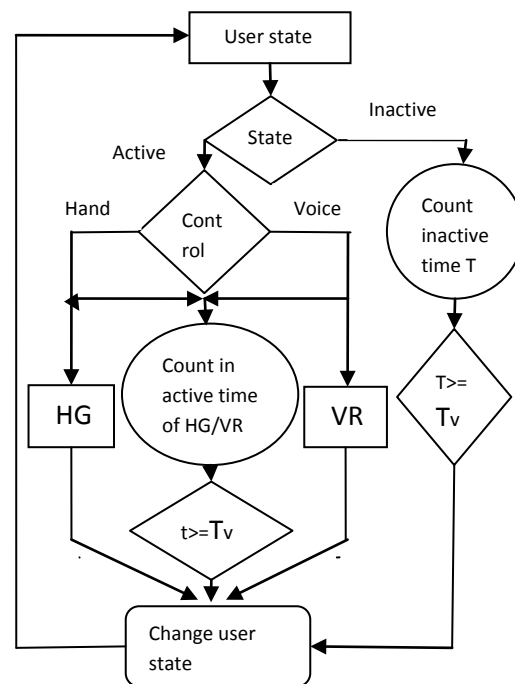 User state
State
Inactive
Active
Hand
Cont
rol
Voice
Count
inactive
time T
Count in
active time
of HG/VR
HG
VR
T>=
Tv
t>=Tv
Change user
state